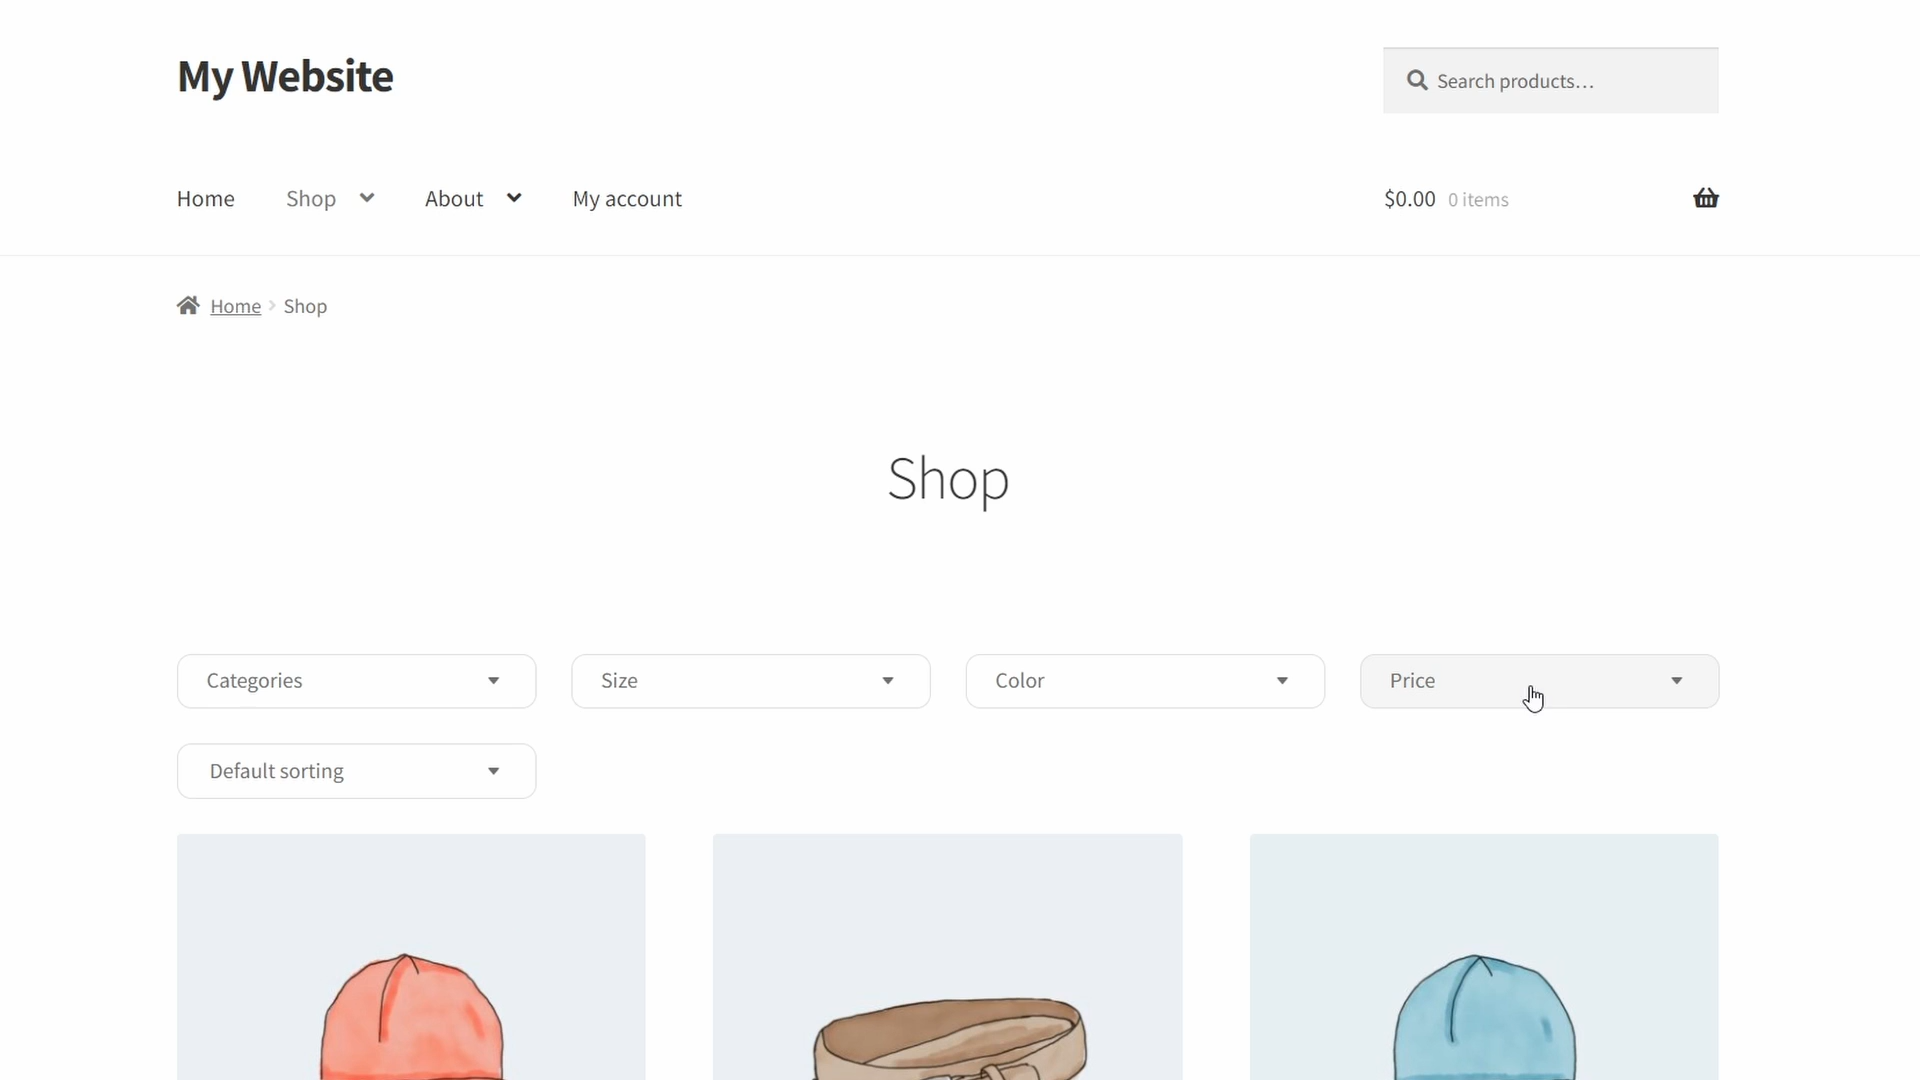 My Website
Search products…
Home Shop About My account $0.00 0 items
Home Shop
Shop
Categories Size Color Price
Default sorting